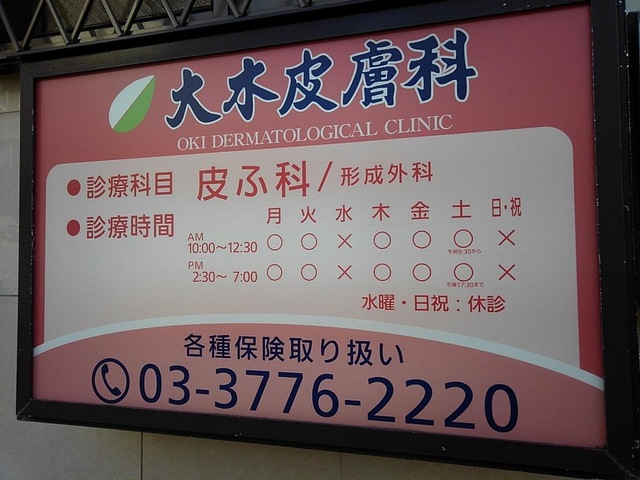 大木皮膚科
OKI DERMATOLOGICAL CLINIC
●診療科目 皮ふ科/形成外科
●診療時間 月 火 水 木 金 土 日・祝
AM 10:00～12:30 ○ ○ × ○ ○ ○ ×
午前9:30から
PM 2:30～ 7:00 ○ ○ × ○ ○ ○ ×
午後17:30まで
水曜・日祝：休診
各種保険取り扱い
03-3776-2220